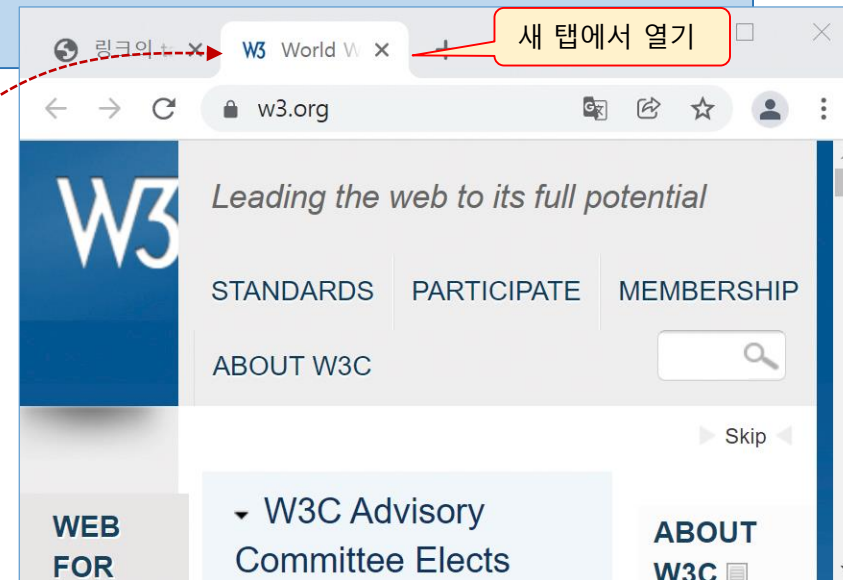 링크의 t
W3 World W
새 탭에서 열기
w3.org
W3
Leading the web to its full potential
STANDARDS PARTICIPATE MEMBERSHIP
ABOUT W3C
Skip
W3C Advisory
Committee Elects
WEB
FOR
ABOUT
W3C